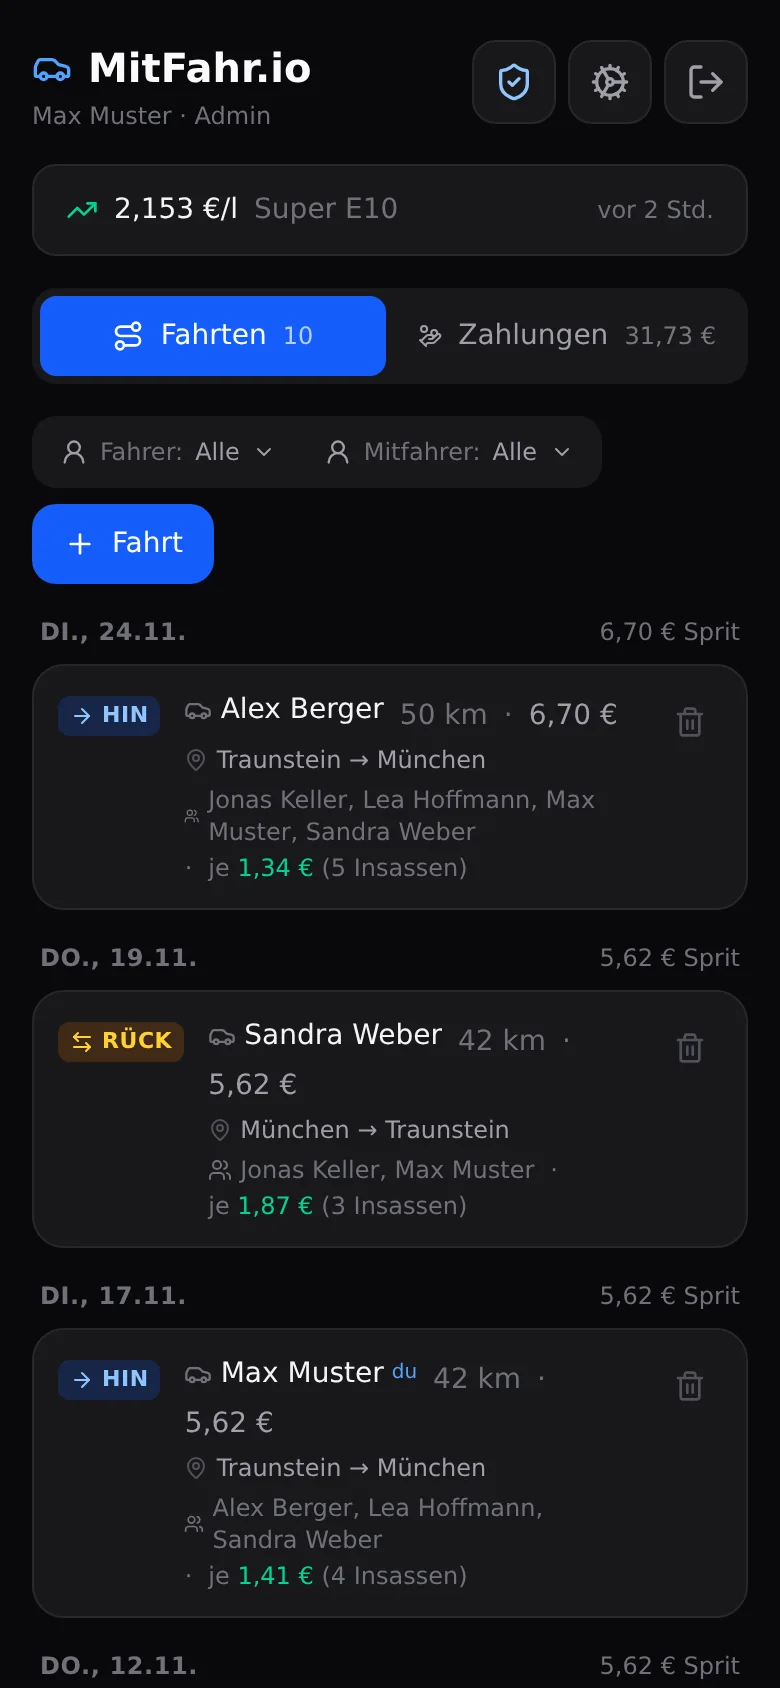 MitFahr.io
Max Muster · Admin
2,153 €/l Super E10 vor 2 Std.
Fahrten 10 Zahlungen 31,73 €
Fahrer: Alle Mitfahrer: Alle
+ Fahrt
DI., 24.11. 6,70 € Sprit
→ HIN Alex Berger 50 km · 6,70 €
Traunstein → München
Jonas Keller, Lea Hoffmann, Max
Muster, Sandra Weber
· je 1,34 € (5 Insassen)
DO., 19.11. 5,62 € Sprit
⇆ RÜCK Sandra Weber 42 km ·
5,62 €
München → Traunstein
Jonas Keller, Max Muster ·
je 1,87 € (3 Insassen)
DI., 17.11. 5,62 € Sprit
→ HIN Max Muster du 42 km ·
5,62 €
Traunstein → München
Alex Berger, Lea Hoffmann,
Sandra Weber
· je 1,41 € (4 Insassen)
DO., 12.11. 5,62 € Sprit